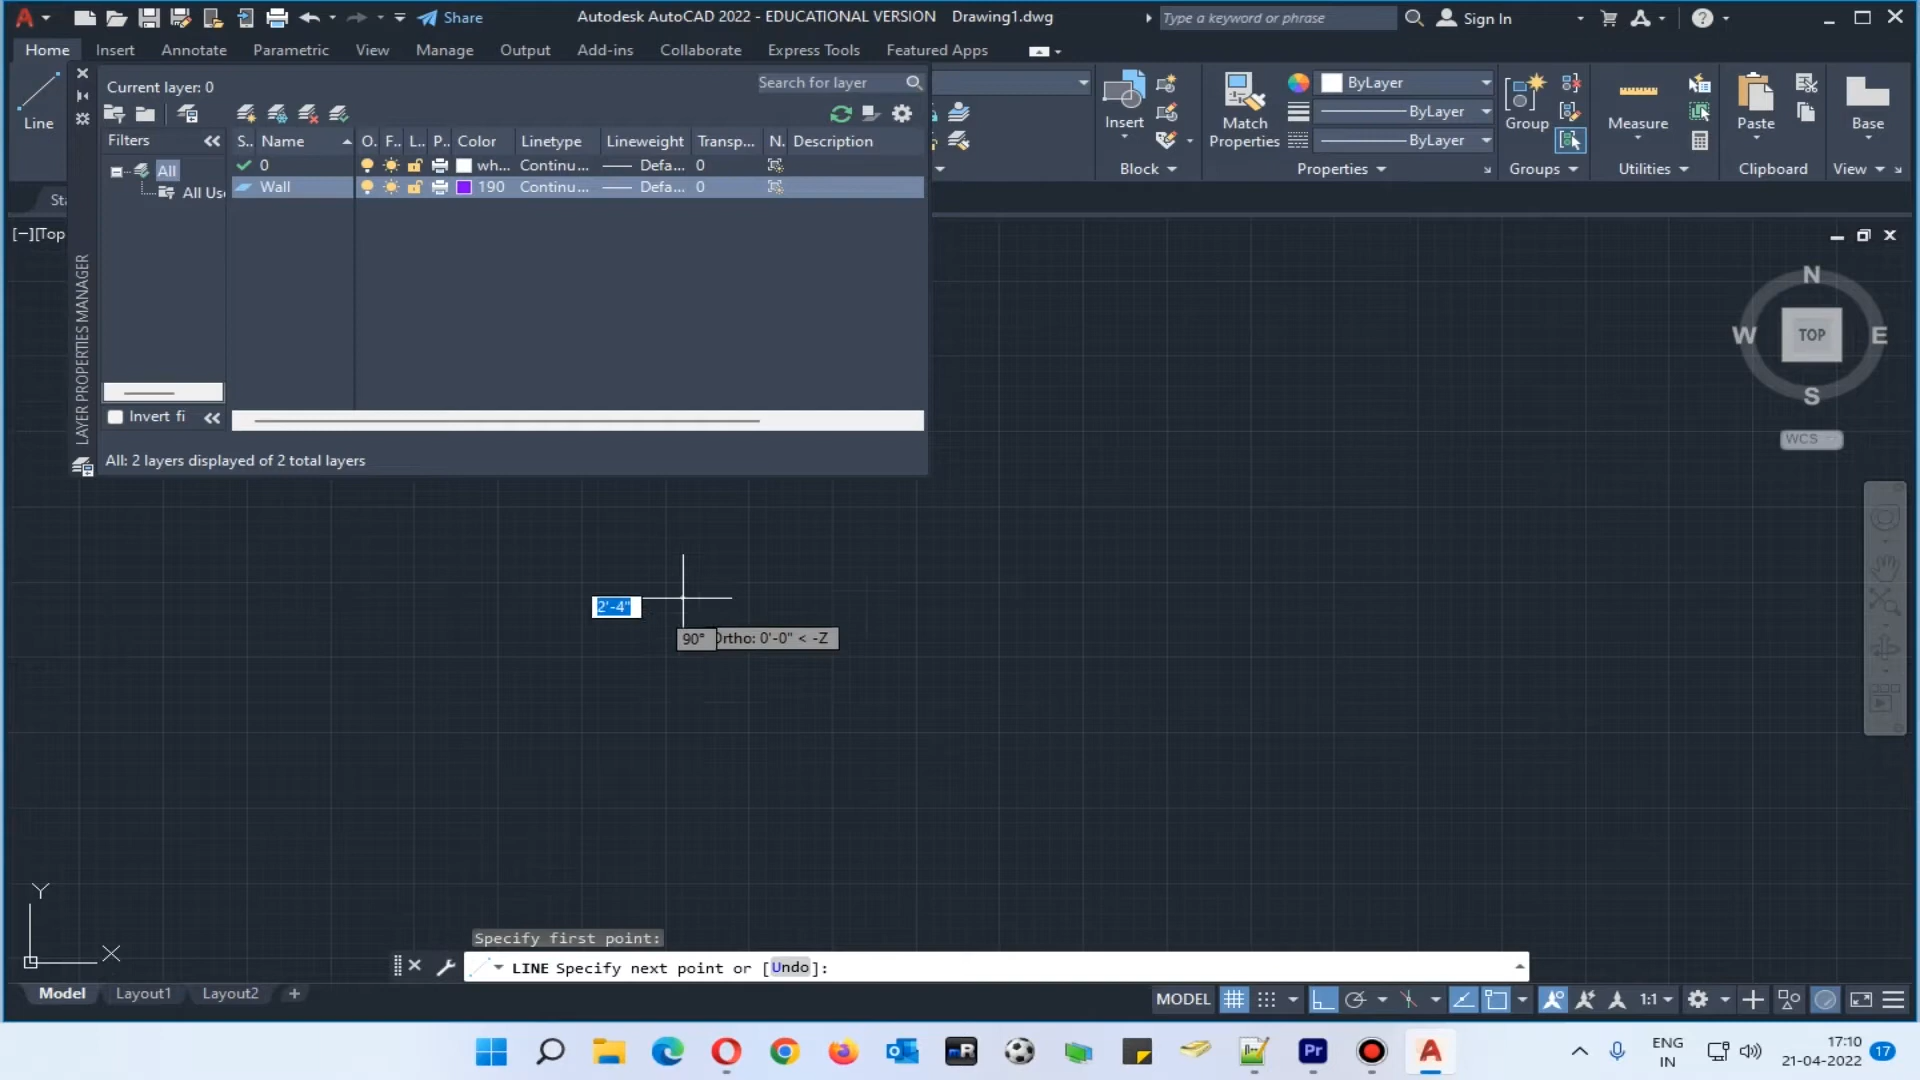 Share
Autodesk AutoCAD 2022 - EDUCATIONAL VERSION Drawing1.dwg
Type a keyword or phrase
Sign In
Home Insert Annotate Parametric View Manage Output Add-ins Collaborate Express Tools Featured Apps
Line
Current layer: 0
Search for layer
Filters
S.. Name O. F.. L.. P.. Color Linetype Lineweight Transp... N. Description
0 wh... Continu... Defa... 0
Wall 190 Continu... Defa... 0
All
All Us
Invert fi
All: 2 layers displayed of 2 total layers
LAYER PROPERTIES MANAGER
Insert
Block
Match
Properties
ByLayer
ByLayer
ByLayer
Properties
Group
Groups
Measure
Utilities
Paste
Clipboard
Base
View
Sta
[−][Top
N
W TOP E
S
WCS
2'-4"
90° Ortho: 0'-0" < -Z
Y
X
Specify first point:
LINE Specify next point or [Undo]:
Model Layout1 Layout2 +
MODEL 1:1
ENG
IN
17:10
21-04-2022
17